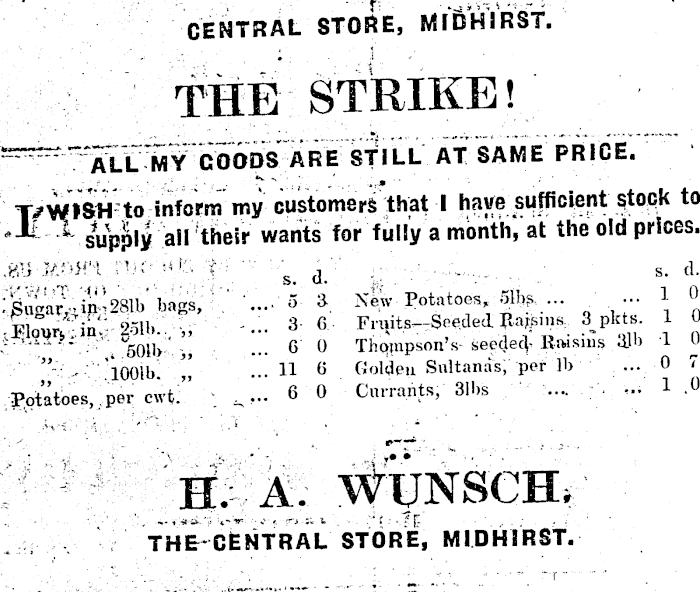 CENTRAL STORE, MIDHIRST.
THE STRIKE!
ALL MY GOODS ARE STILL AT SAME PRICE.
I WISH to inform my customers that I have sufficient stock to
supply all their wants for fully a month, at the old prices.
s. d.
Sugar, in 28lb bags, ... 5 3
Flour, in 25lb. ,, ... 3 6
,, 50lb ,, ... 6 0
,, 100lb. ,, ... 11 6
Potatoes, per cwt. ... 6 0
s. d.
New Potatoes, 5lbs ... ... 1 0
Fruits—Seeded Raisins 3 pkts. 1 0
Thompson's seeded Raisins 3lb 1 0
Golden Sultanas, per lb ... 0 7
Currants, 3lbs ... ... 1 0
H. A. WUNSCH,
THE CENTRAL STORE, MIDHIRST.